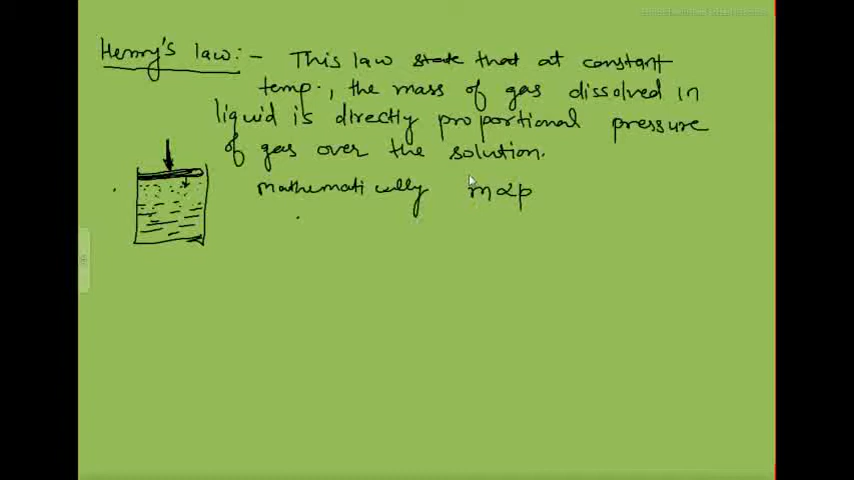 Henry's law:- This law state that at constant
temp., the mass of gas dissolved in
liquid is directly proportional pressure
of gas over the solution.
Mathematically m∝p